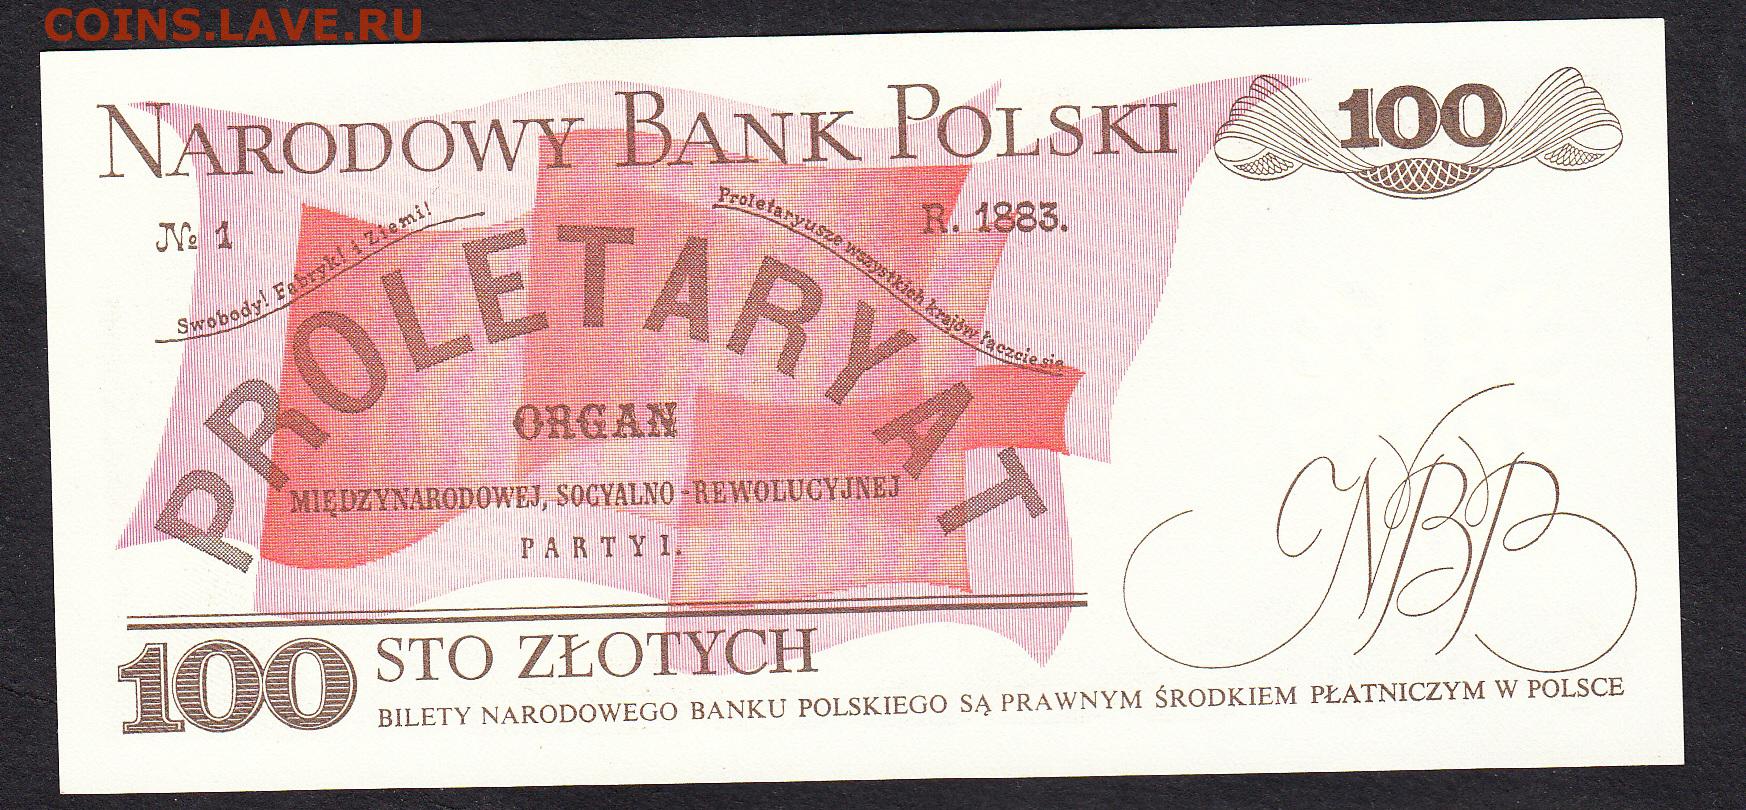 COINS.LAVE.RU
NARODOWY BANK POLSKI
100
№ 1
Swobody! Fabryk! i Ziemi!
Proletaryusze wszystkich krajów łączcie się
R. 1883.
PROLETARYAT
ORGAN
MIĘDZYNARODOWEJ, SOCYALNO-REWOLUCYJNEJ
PARTYI.
NBP
100 STO ZŁOTYCH
BILETY NARODOWEGO BANKU POLSKIEGO SĄ PRAWNYM ŚRODKIEM PŁATNICZYM W POLSCE